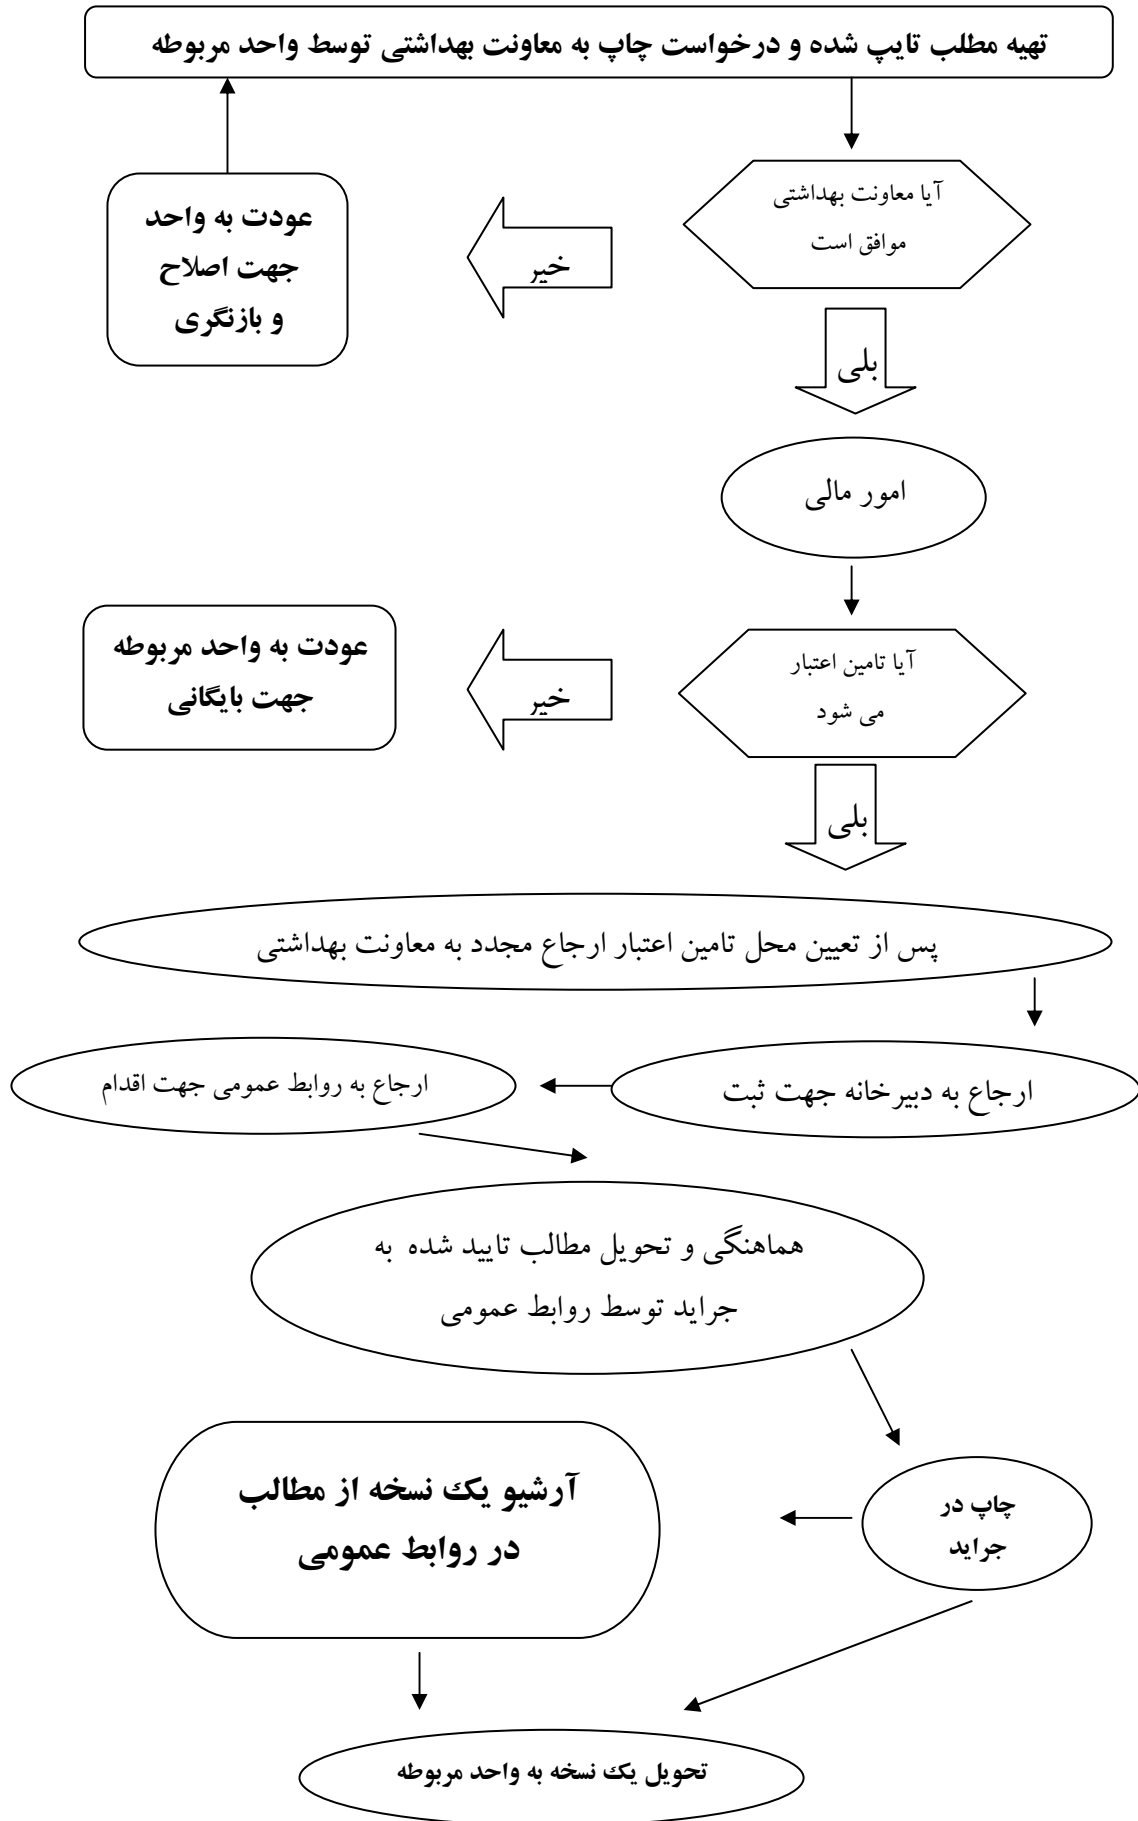 تهیه مطلب تایپ شده و درخواست چاپ به معاونت بهداشتی توسط واحد مربوطه
آیا معاونت بهداشتی
موافق است
خیر
عودت به واحد
جهت اصلاح
و بازنگری
بلی
امور مالی
آیا تامین اعتبار
می شود
خیر
عودت به واحد مربوطه
جهت بایگانی
بلی
پس از تعیین محل تامین اعتبار ارجاع مجدد به معاونت بهداشتی
ارجاع به دبیرخانه جهت ثبت
ارجاع به روابط عمومی جهت اقدام
هماهنگی و تحویل مطالب تایید شده به
جراید توسط روابط عمومی
چاپ در
جراید
آرشیو یک نسخه از مطالب
در روابط عمومی
تحویل یک نسخه به واحد مربوطه